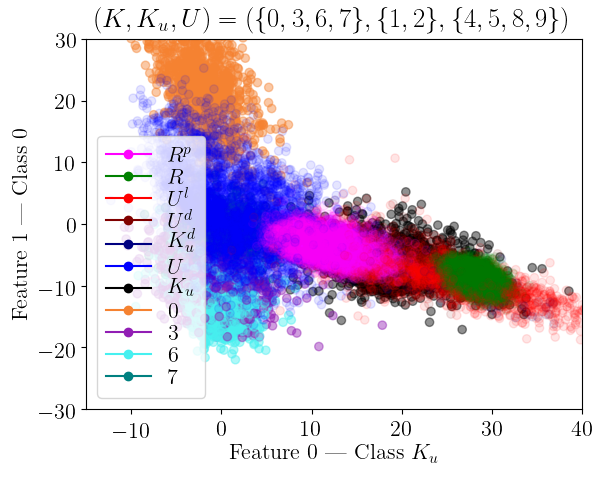 (K, K_u, U) = ({0, 3, 6, 7}, {1, 2}, {4, 5, 8, 9})
30
20
10
0
−10
−20
−30
Feature 1 — Class 0
R^p
R
U^l
U^d
K_u^d
U
K_u
0
3
6
7
−10
0
10
20
30
40
Feature 0 — Class K_u